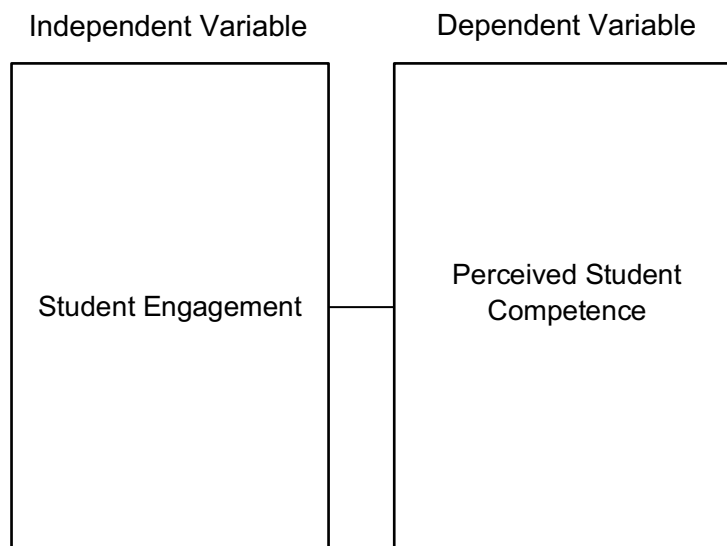 Independent Variable
Dependent Variable
Student Engagement
Perceived Student
Competence